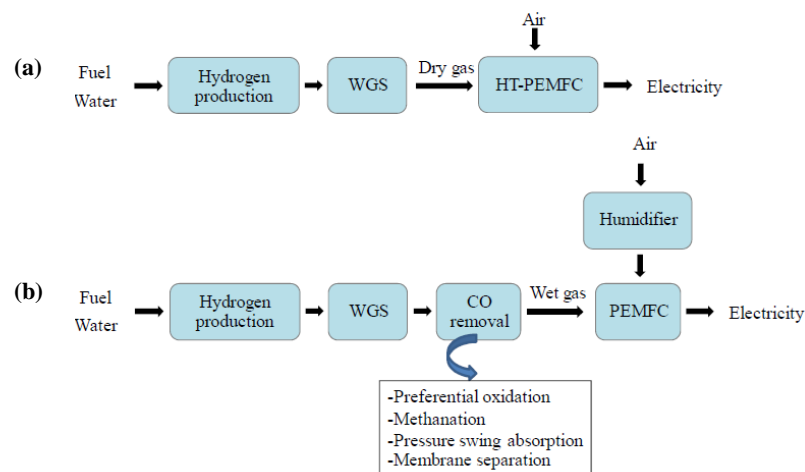 Air
(a)
Fuel
Water
Hydrogen
production
WGS
Dry gas
HT-PEMFC
Electricity
Air
Humidifier
(b)
Fuel
Water
Hydrogen
production
WGS
CO
removal
Wet gas
PEMFC
Electricity
-Preferential oxidation
-Methanation
-Pressure swing absorption
-Membrane separation